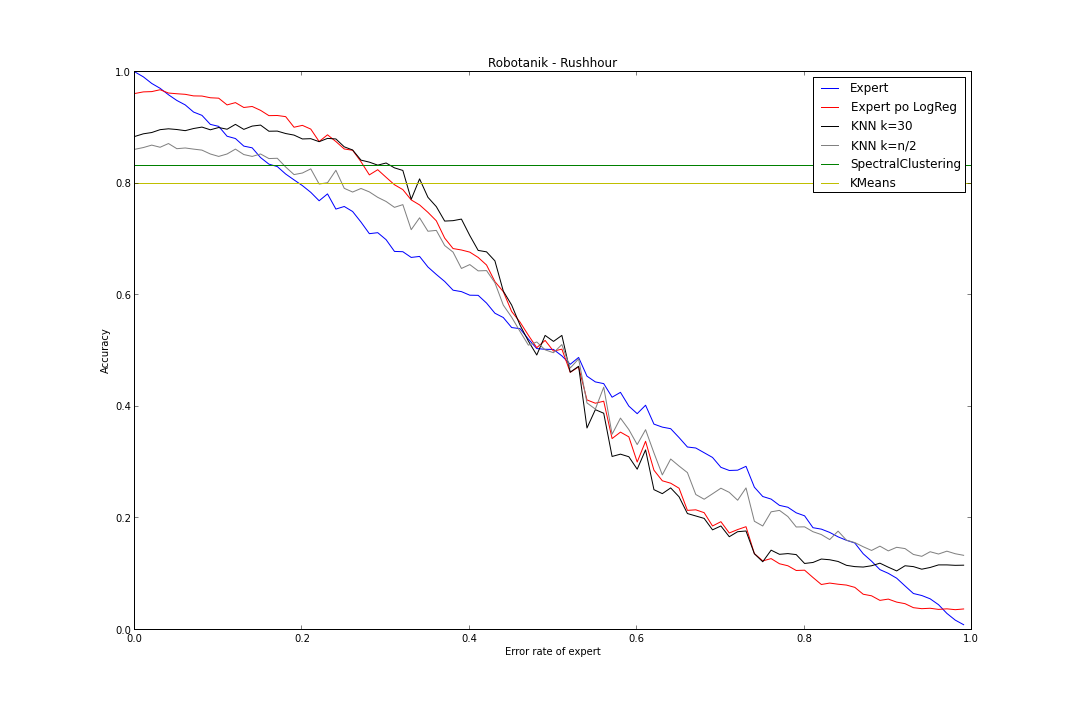 Robotanik - Rushhour
Expert
Expert po LogReg
KNN k=30
KNN k=n/2
SpectralClustering
KMeans
1.0
0.8
0.6
0.4
0.2
0.0
Accuracy
0.0 0.2 0.4 0.6 0.8 1.0
Error rate of expert